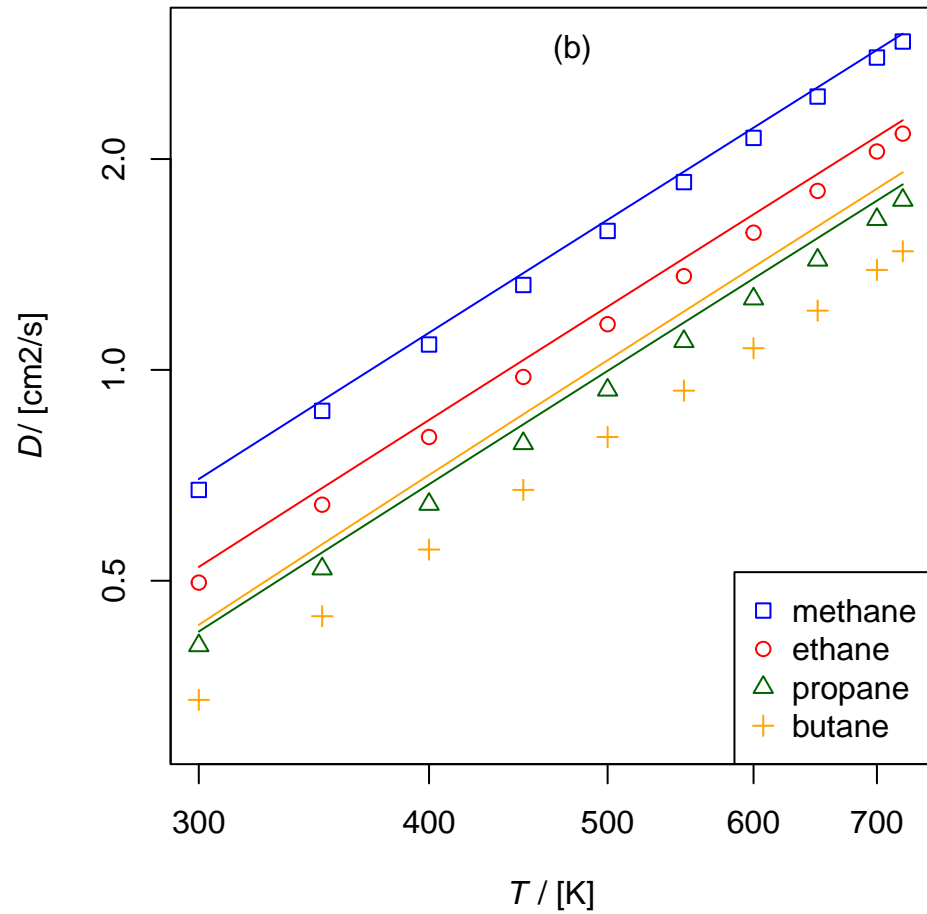 (b)
2.0
1.0
0.5
D/ [cm2/s]
methane
ethane
propane
butane
300 400 500 600 700
T / [K]